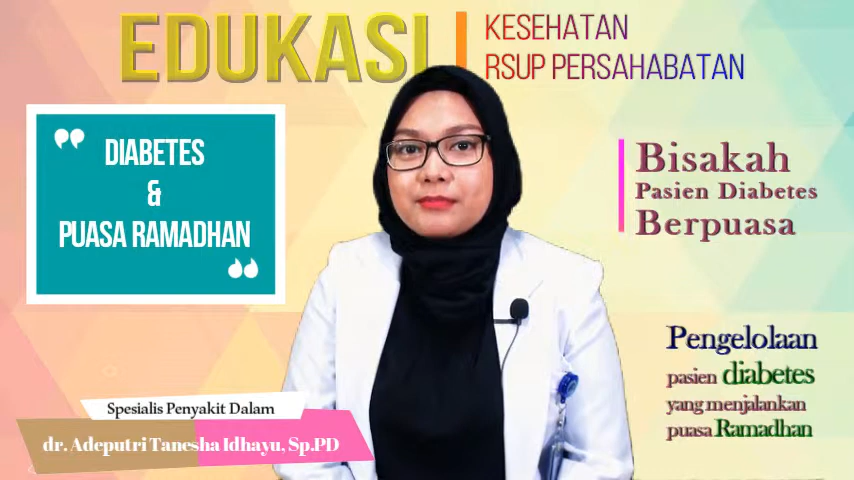 EDUKASI
KESEHATAN
RSUP PERSAHABATAN
DIABETES
&
PUASA RAMADHAN
Bisakah
Pasien Diabetes
Berpuasa
Pengelolaan
pasien diabetes
yang menjalankan
puasa Ramadhan
Spesialis Penyakit Dalam
dr. Adeputri Tanesha Idhayu, Sp.PD